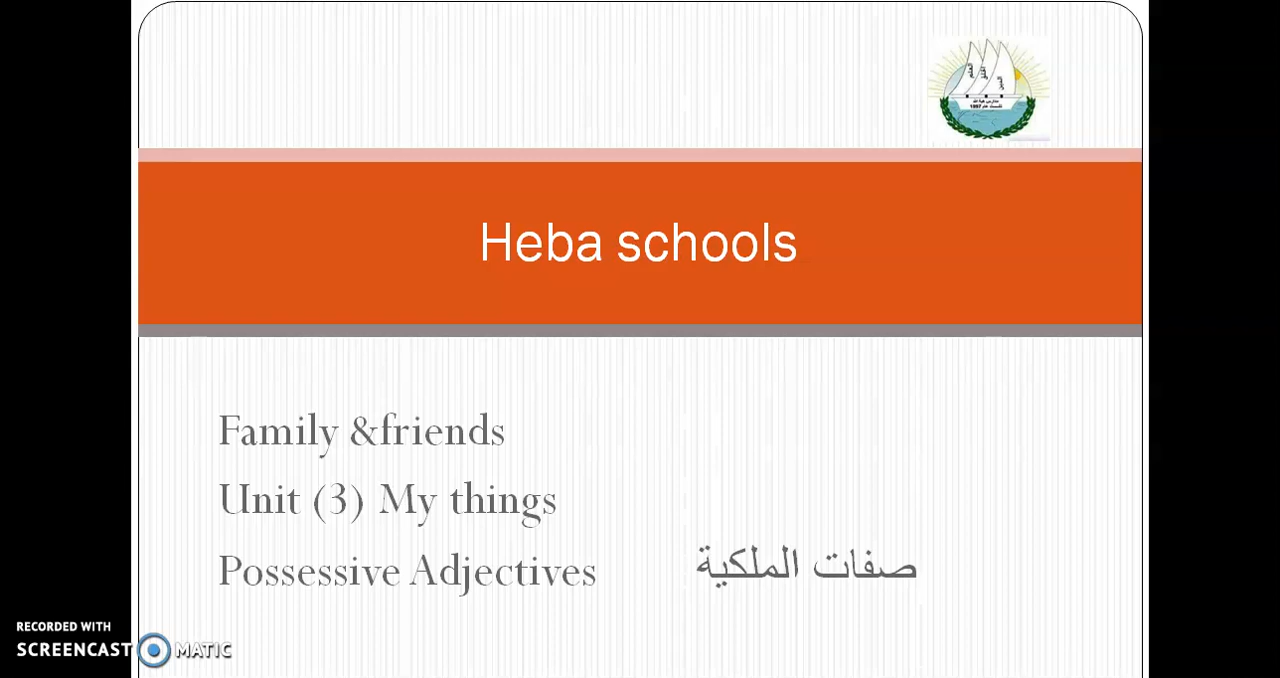 Heba schools
Family &friends
Unit (3) My things
Possessive Adjectives صفات الملكية
RECORDED WITH
SCREENCAST MATIC